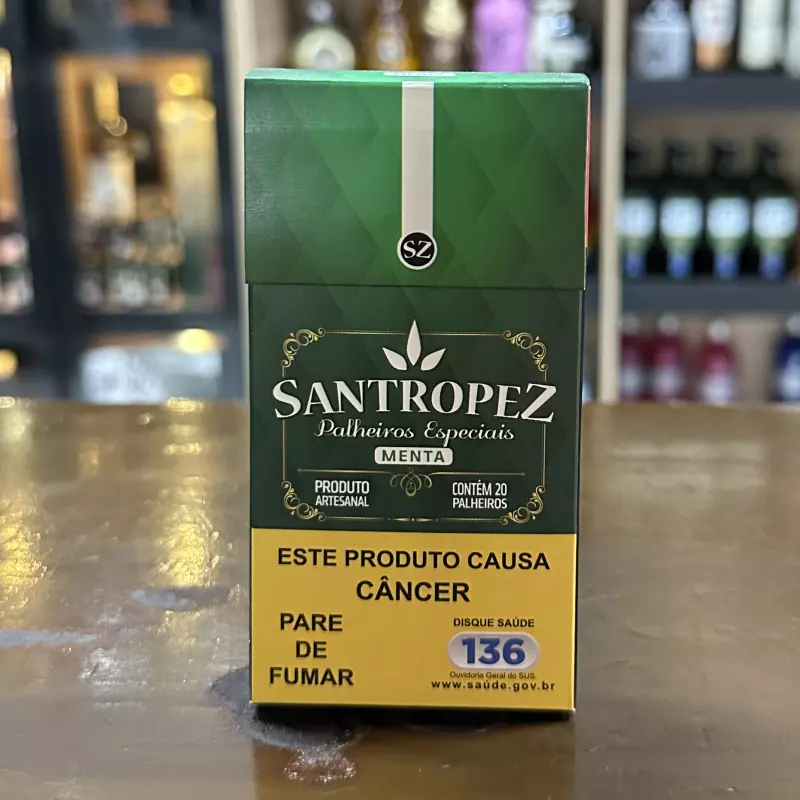 SZ
SANTROPEZ
Palheiros Especiais
MENTA
PRODUTO
ARTESANAL
CONTÉM 20
PALHEIROS
ESTE PRODUTO CAUSA
CÂNCER
PARE
DE
FUMAR
DISQUE SAÚDE
136
Ouvidoria Geral do SUS
www.saúde.gov.br